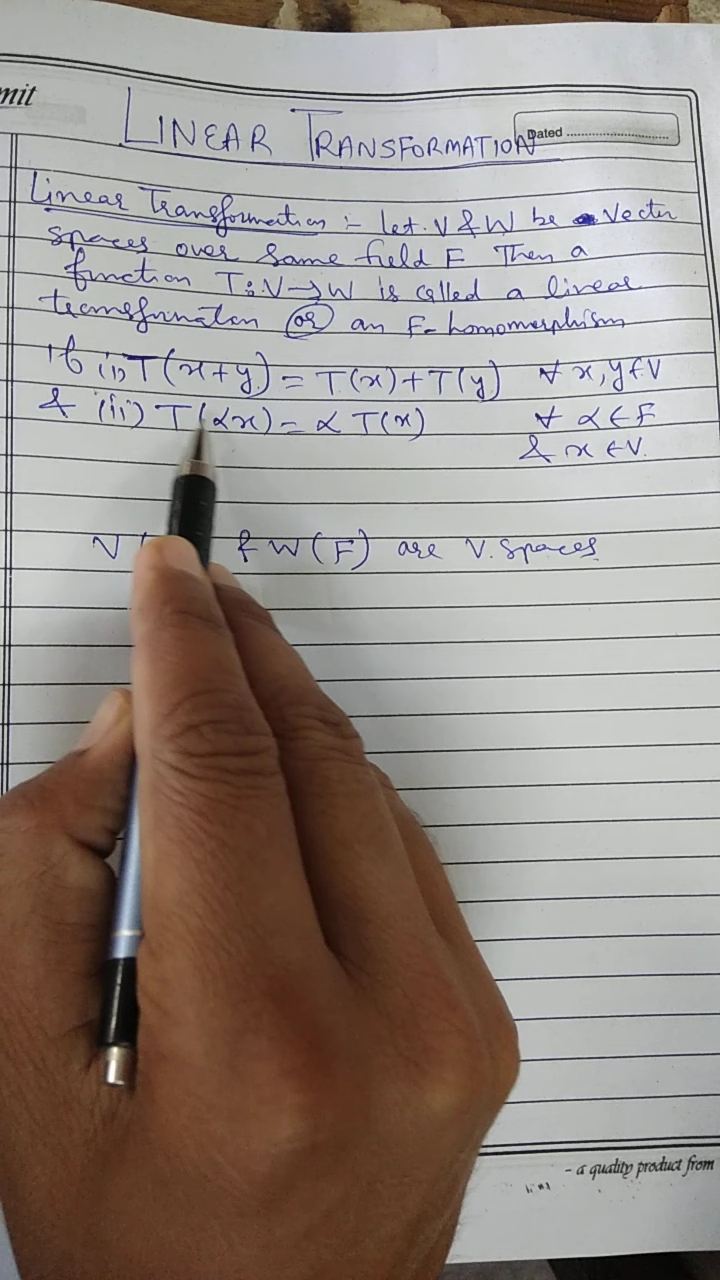 mit
LINEAR TRANSFORMATION
Dated
Linear Transformation :- let V & W be Vector
spaces over same field F Then a
function T: V→W is called a linear
transformation or an F-homomorphism
if (i) T(x+y) = T(x)+T(y) ∀ x,y∈V
& (ii) T(αx) = α T(x) ∀ α∈F
& x∈V.
V & W(F) are V. spaces
- a quality product from